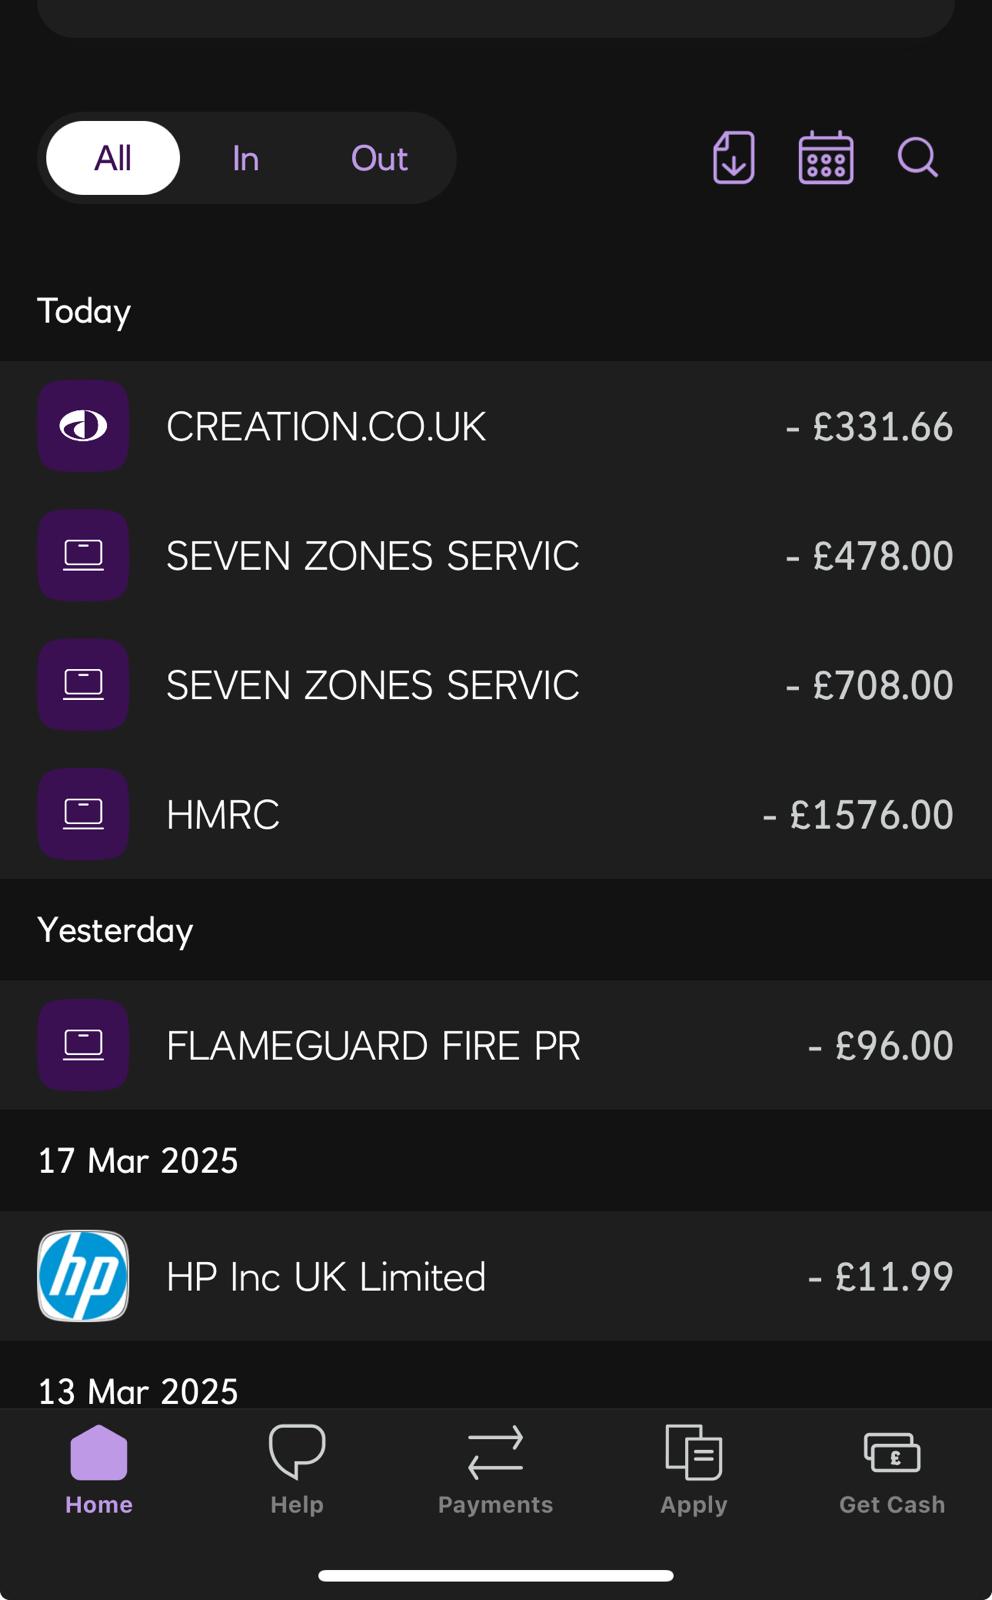 All In Out
Today
CREATION.CO.UK - £331.66
SEVEN ZONES SERVIC - £478.00
SEVEN ZONES SERVIC - £708.00
HMRC - £1576.00
Yesterday
FLAMEGUARD FIRE PR - £96.00
17 Mar 2025
hp HP Inc UK Limited - £11.99
13 Mar 2025
£
Home Help Payments Apply Get Cash